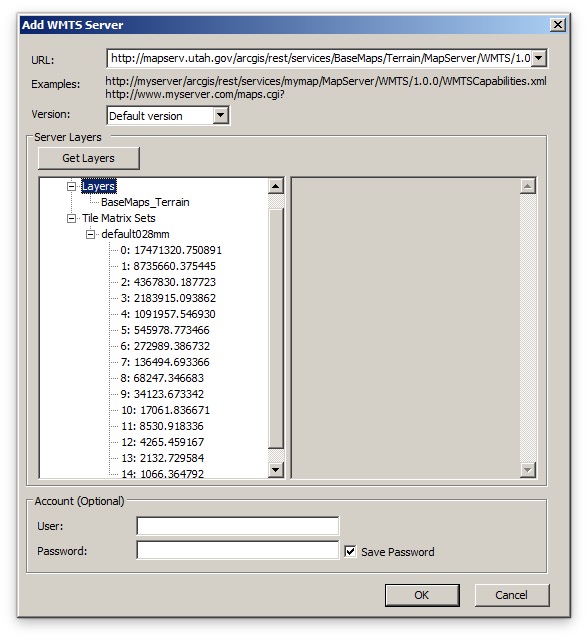 Add WMTS Server
URL: http://mapserv.utah.gov/arcgis/rest/services/BaseMaps/Terrain/MapServer/WMTS/1.0
Examples: http://myserver/arcgis/rest/services/mymap/MapServer/WMTS/1.0.0/WMTSCapabilities.xml
http://www.myserver.com/maps.cgi?
Version: Default version
Server Layers
Get Layers
Layers
BaseMaps_Terrain
Tile Matrix Sets
default028mm
0: 17471320.750891
1: 8735660.375445
2: 4367830.187723
3: 2183915.093862
4: 1091957.546930
5: 545978.773466
6: 272989.386732
7: 136494.693366
8: 68247.346683
9: 34123.673342
10: 17061.836671
11: 8530.918336
12: 4265.459167
13: 2132.729584
14: 1066.364792
Account (Optional)
User:
Password: Save Password
OK Cancel